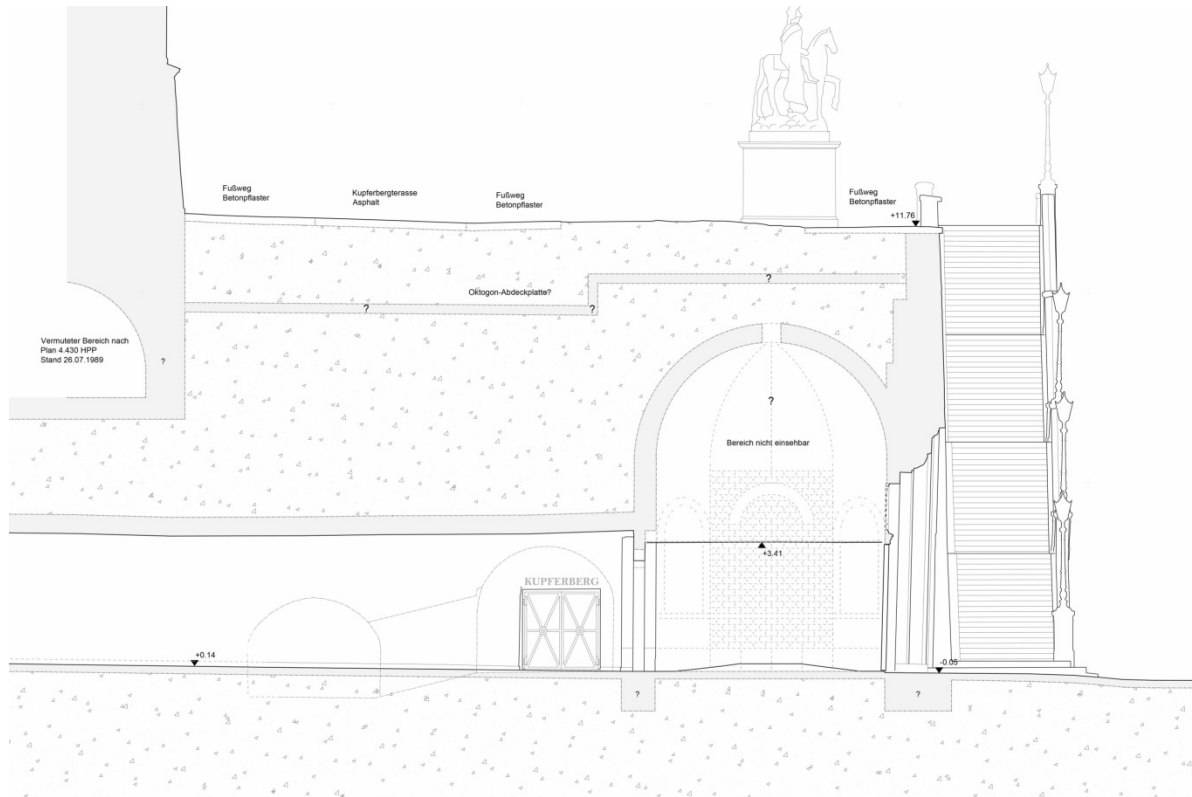 Fußweg
Betonpflaster
Kupferbergterasse
Asphalt
Fußweg
Betonpflaster
Fußweg
Betonpflaster
+11.76
?
Oktogon-Abdeckplatte?
?
?
Vermuteter Bereich nach
Plan 4.430 HPP
Stand 26.07.1989
?
?
Bereich nicht einsehbar
+3.41
KUPFERBERG
+0.14
-0.05
?
?